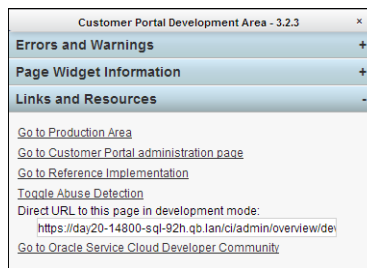 Customer Portal Development Area - 3.2.3 ×
Errors and Warnings +
Page Widget Information +
Links and Resources -
Go to Production Area
Go to Customer Portal administration page
Go to Reference Implementation
Toggle Abuse Detection
Direct URL to this page in development mode:
https://day20-14800-sql-92h.qb.lan/ci/admin/overview/dev
Go to Oracle Service Cloud Developer Community